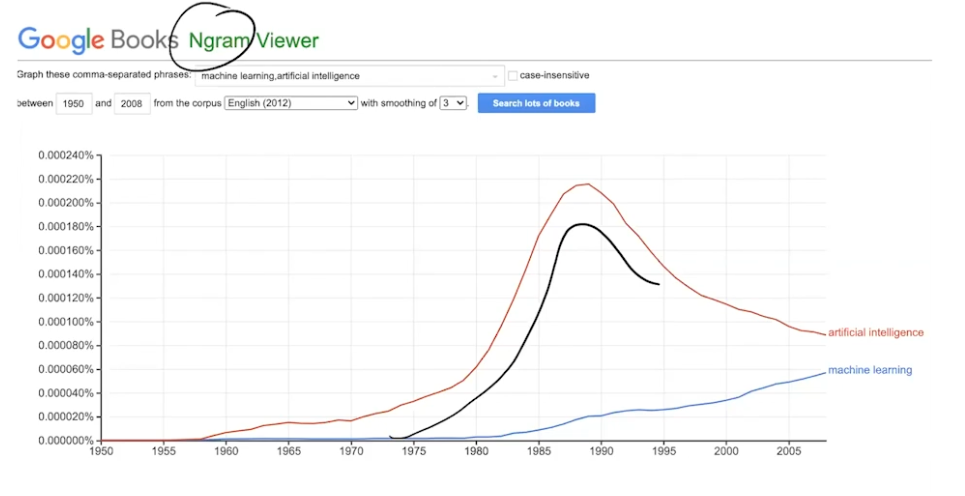 Google Books Ngram Viewer
Graph these comma-separated phrases: machine learning,artificial intelligence case-insensitive
between 1950 and 2008 from the corpus English (2012) with smoothing of 3 . Search lots of books
0.000240%
0.000220%
0.000200%
0.000180%
0.000160%
0.000140%
0.000120%
0.000100%
0.000080%
0.000060%
0.000040%
0.000020%
0.000000%
artificial intelligence
machine learning
1950 1955 1960 1965 1970 1975 1980 1985 1990 1995 2000 2005